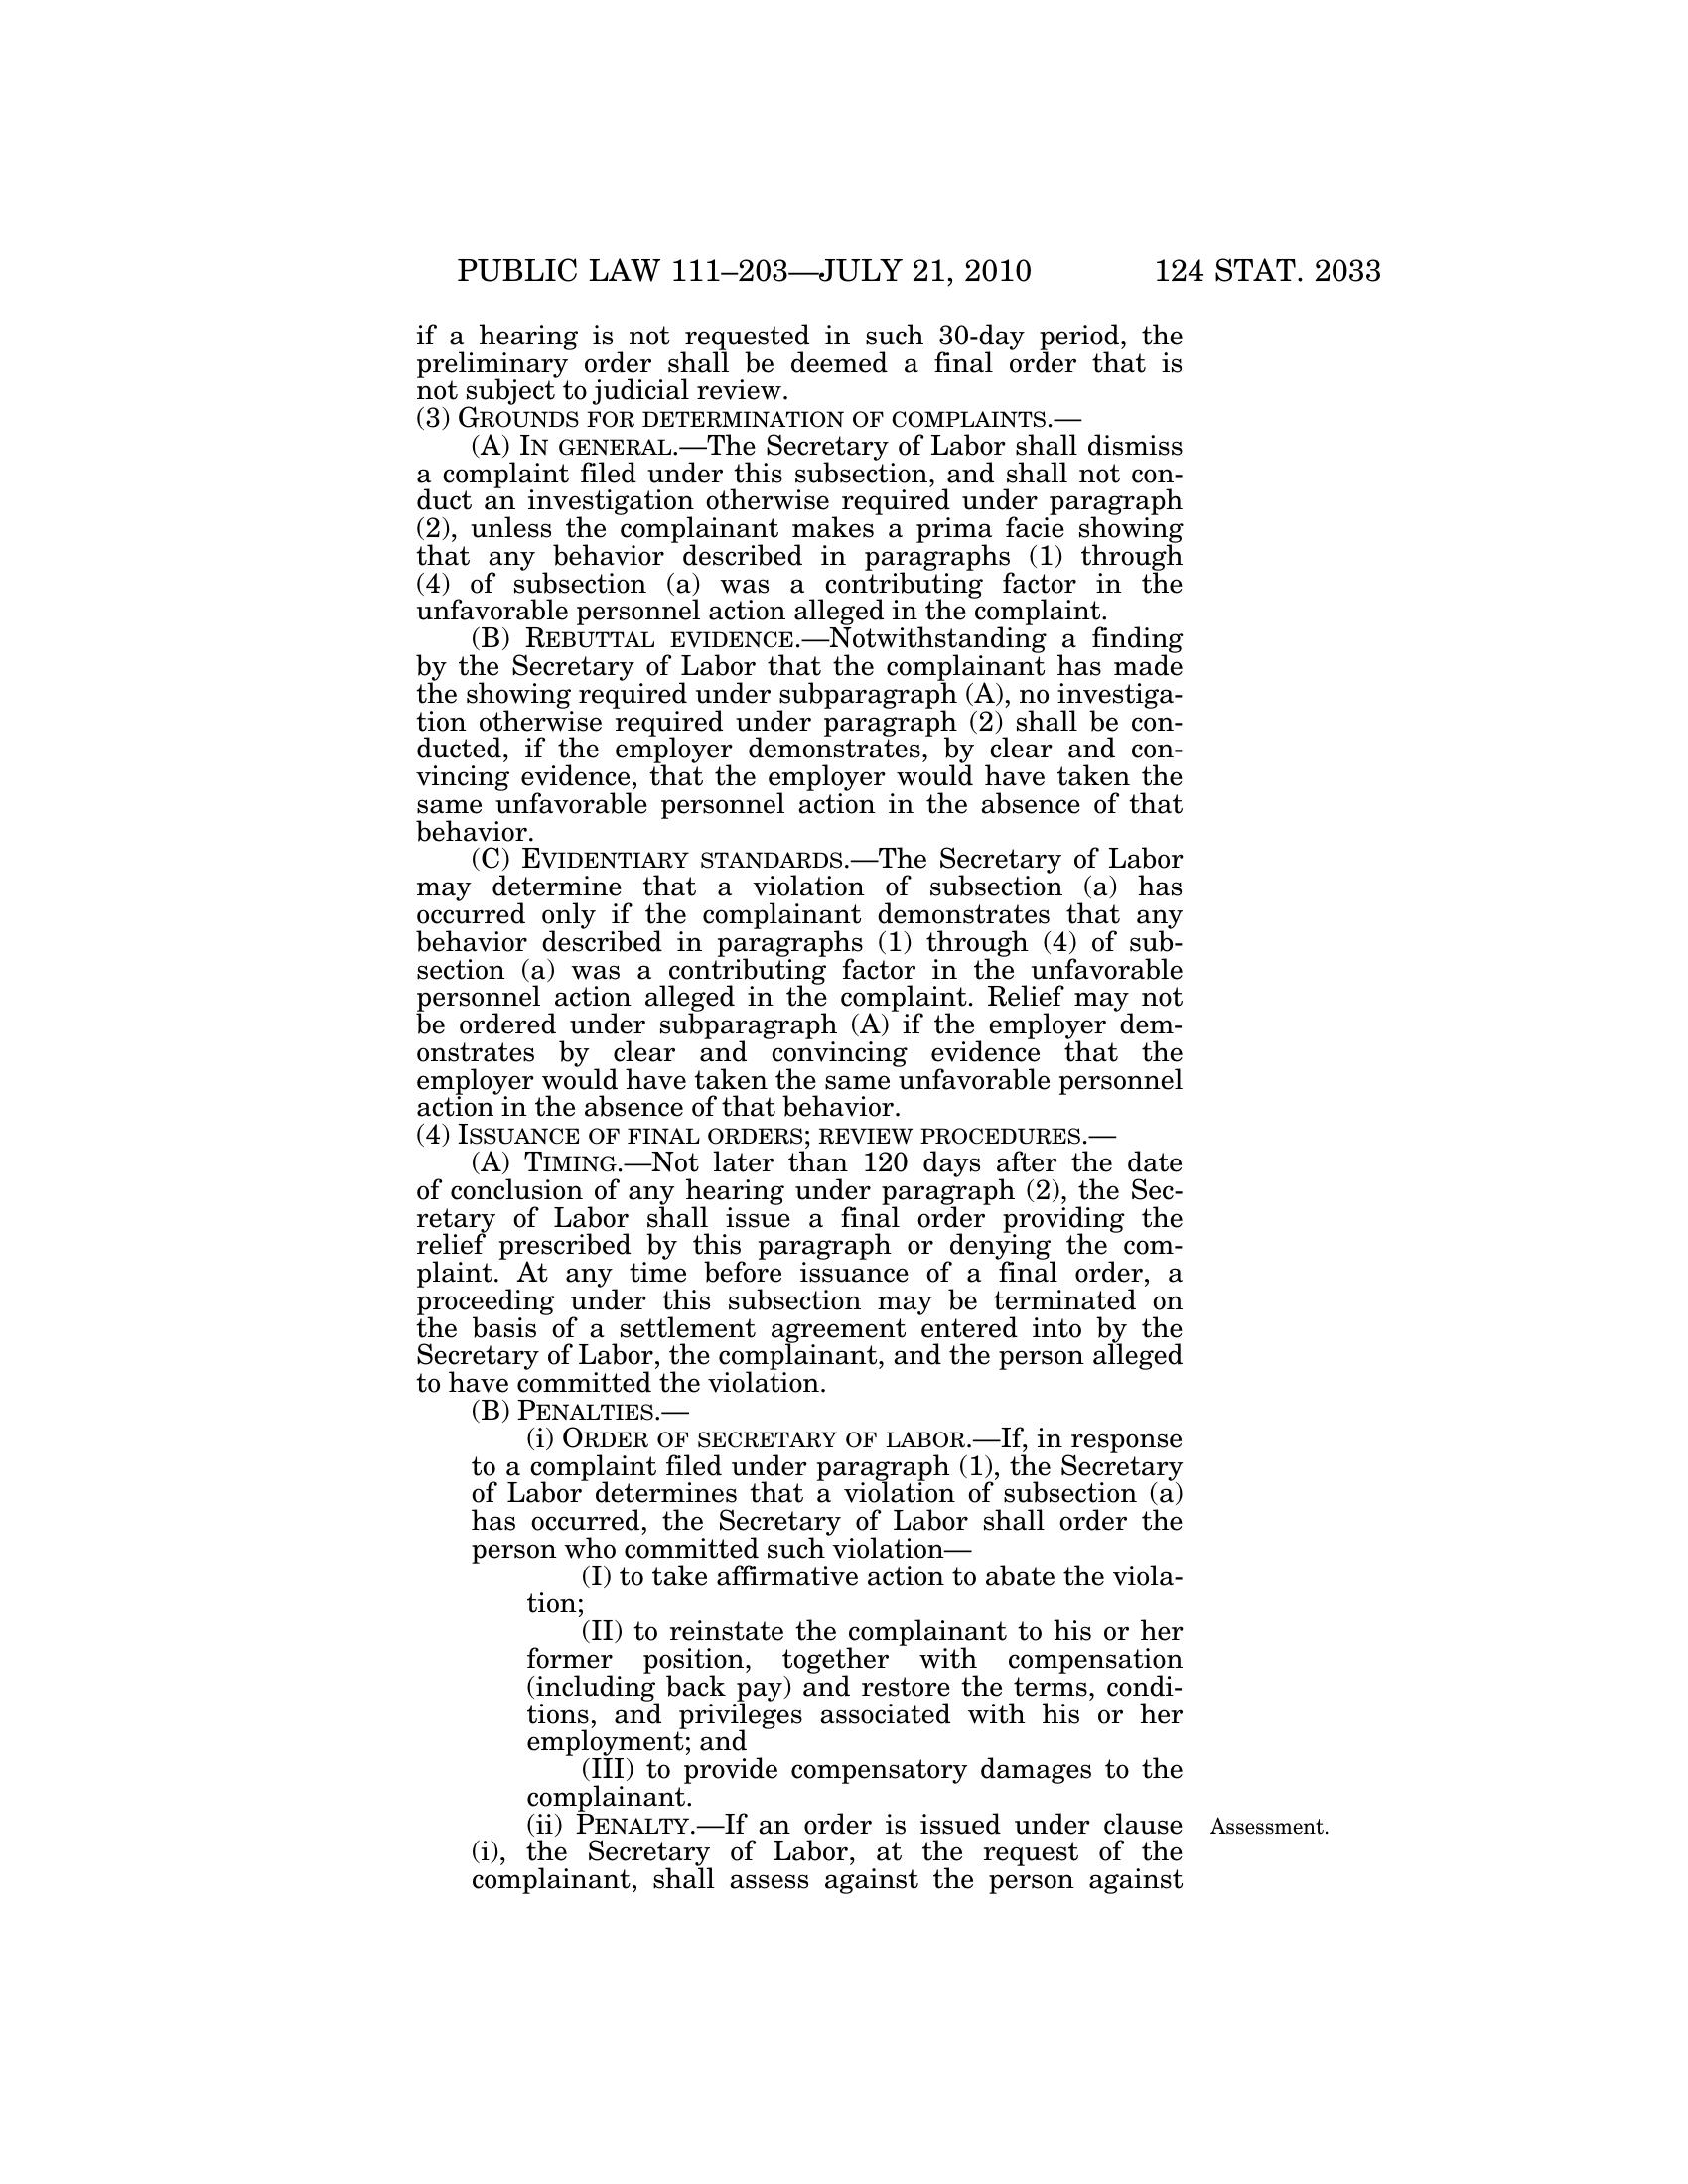 PUBLIC LAW 111–203—JULY 21, 2010 124 STAT. 2033
if a hearing is not requested in such 30-day period, the
preliminary order shall be deemed a final order that is
not subject to judicial review.
(3) GROUNDS FOR DETERMINATION OF COMPLAINTS.—
(A) IN GENERAL.—The Secretary of Labor shall dismiss
a complaint filed under this subsection, and shall not con-
duct an investigation otherwise required under paragraph
(2), unless the complainant makes a prima facie showing
that any behavior described in paragraphs (1) through
(4) of subsection (a) was a contributing factor in the
unfavorable personnel action alleged in the complaint.
(B) REBUTTAL EVIDENCE.—Notwithstanding a finding
by the Secretary of Labor that the complainant has made
the showing required under subparagraph (A), no investiga-
tion otherwise required under paragraph (2) shall be con-
ducted, if the employer demonstrates, by clear and con-
vincing evidence, that the employer would have taken the
same unfavorable personnel action in the absence of that
behavior.
(C) EVIDENTIARY STANDARDS.—The Secretary of Labor
may determine that a violation of subsection (a) has
occurred only if the complainant demonstrates that any
behavior described in paragraphs (1) through (4) of sub-
section (a) was a contributing factor in the unfavorable
personnel action alleged in the complaint. Relief may not
be ordered under subparagraph (A) if the employer dem-
onstrates by clear and convincing evidence that the
employer would have taken the same unfavorable personnel
action in the absence of that behavior.
(4) ISSUANCE OF FINAL ORDERS; REVIEW PROCEDURES.—
(A) TIMING.—Not later than 120 days after the date
of conclusion of any hearing under paragraph (2), the Sec-
retary of Labor shall issue a final order providing the
relief prescribed by this paragraph or denying the com-
plaint. At any time before issuance of a final order, a
proceeding under this subsection may be terminated on
the basis of a settlement agreement entered into by the
Secretary of Labor, the complainant, and the person alleged
to have committed the violation.
(B) PENALTIES.—
(i) ORDER OF SECRETARY OF LABOR.—If, in response
to a complaint filed under paragraph (1), the Secretary
of Labor determines that a violation of subsection (a)
has occurred, the Secretary of Labor shall order the
person who committed such violation—
(I) to take affirmative action to abate the viola-
tion;
(II) to reinstate the complainant to his or her
former position, together with compensation
(including back pay) and restore the terms, condi-
tions, and privileges associated with his or her
employment; and
(III) to provide compensatory damages to the
complainant.
(ii) PENALTY.—If an order is issued under clause Assessment.
(i), the Secretary of Labor, at the request of the
complainant, shall assess against the person against